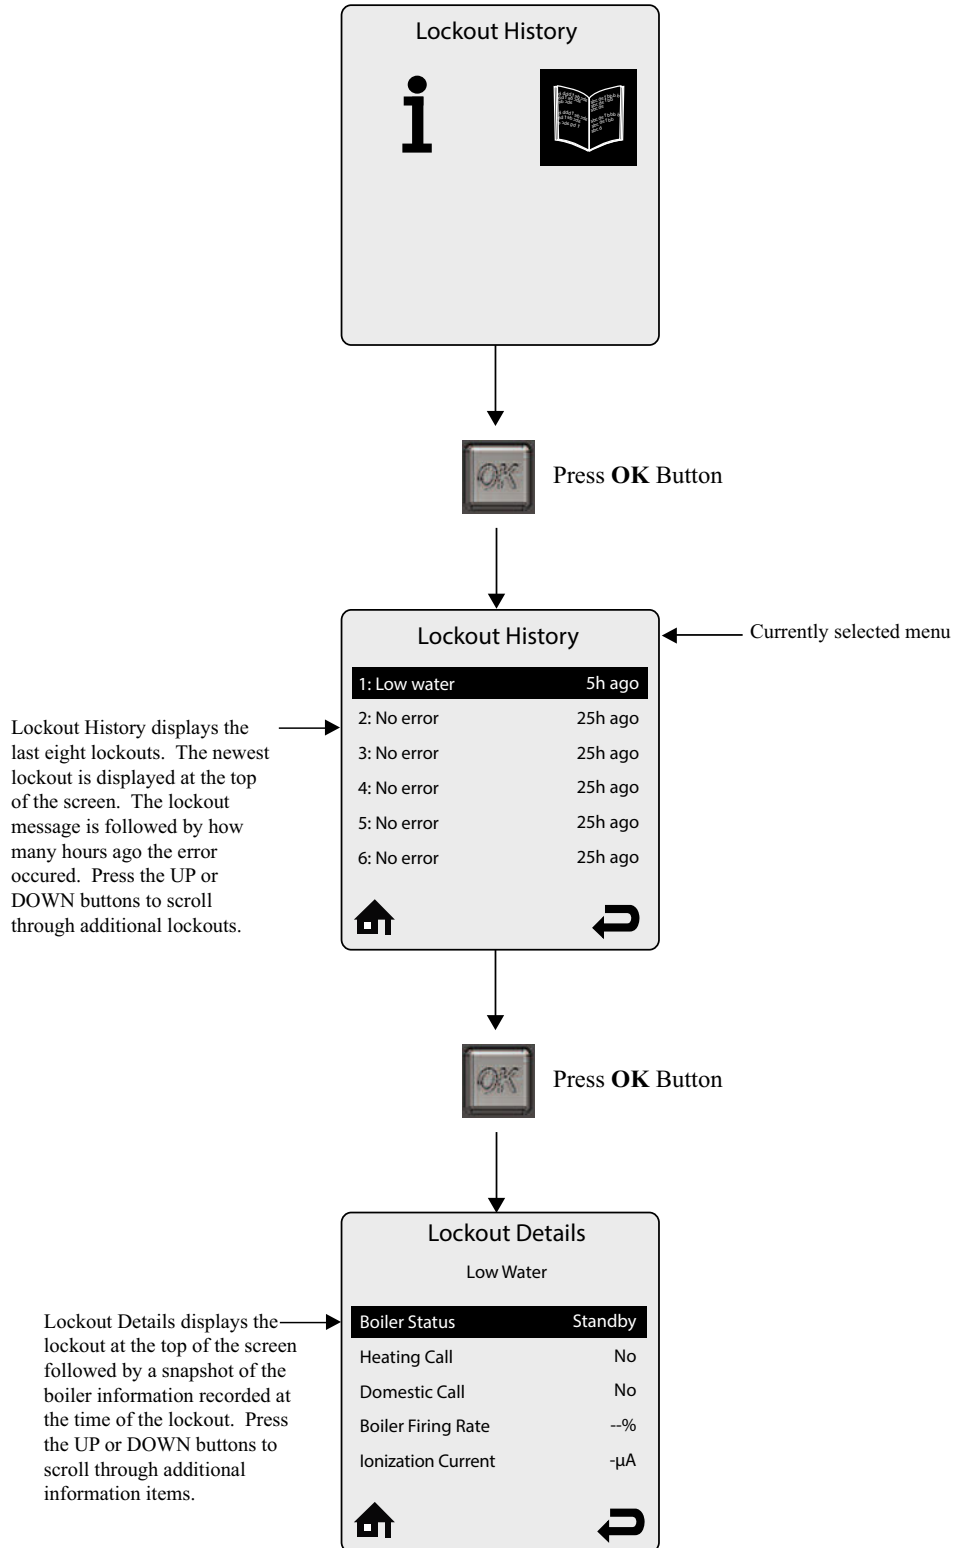 Lockout History
OK
Press OK Button
Lockout History
Currently selected menu
1: Low water 5h ago
2: No error 25h ago
3: No error 25h ago
4: No error 25h ago
5: No error 25h ago
6: No error 25h ago
Lockout History displays the
last eight lockouts. The newest
lockout is displayed at the top
of the screen. The lockout
message is followed by how
many hours ago the error
occured. Press the UP or
DOWN buttons to scroll
through additional lockouts.
OK
Press OK Button
Lockout Details
Low Water
Boiler Status Standby
Heating Call No
Domestic Call No
Boiler Firing Rate --%
Ionization Current -µA
Lockout Details displays the
lockout at the top of the screen
followed by a snapshot of the
boiler information recorded at
the time of the lockout. Press
the UP or DOWN buttons to
scroll through additional
information items.